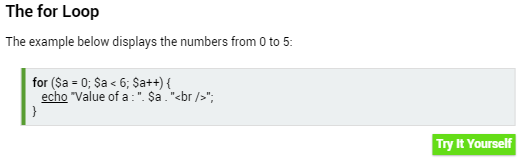 The for Loop
The example below displays the numbers from 0 to 5:
for ($a = 0; $a < 6; $a++) {
echo "Value of a : ". $a . "<br />";
}
Try It Yourself